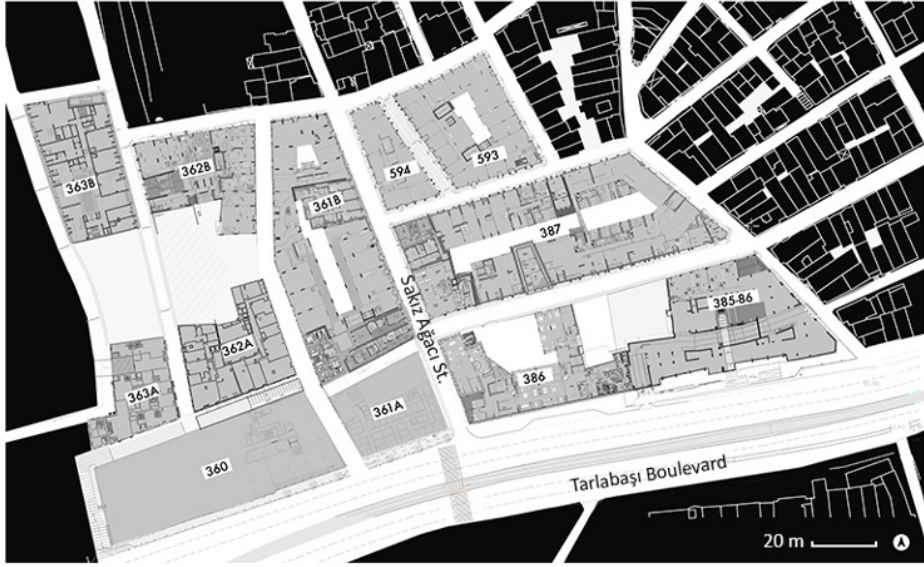 363B
362B
361B
594
593
387
385-86
Sakız Ağacı St.
362A
363A
386
361A
360
Tarlabaşı Boulevard
20 m
A